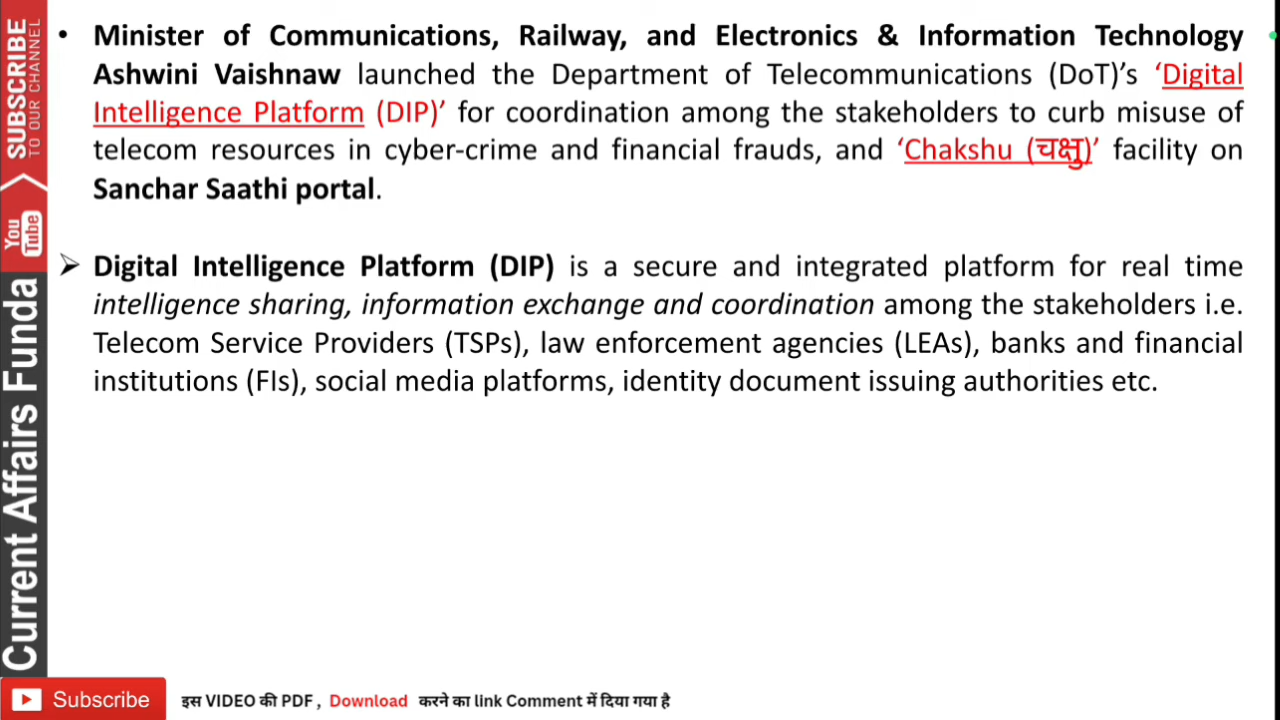 • Minister of Communications, Railway, and Electronics & Information Technology
Ashwini Vaishnaw launched the Department of Telecommunications (DoT)’s ‘Digital
Intelligence Platform (DIP)’ for coordination among the stakeholders to curb misuse of
telecom resources in cyber-crime and financial frauds, and ‘Chakshu (चक्षु)’ facility on
Sanchar Saathi portal.
➢ Digital Intelligence Platform (DIP) is a secure and integrated platform for real time
intelligence sharing, information exchange and coordination among the stakeholders i.e.
Telecom Service Providers (TSPs), law enforcement agencies (LEAs), banks and financial
institutions (FIs), social media platforms, identity document issuing authorities etc.
SUBSCRIBE
TO OUR CHANNEL
You
Tube
Current Affairs Funda
Subscribe
इस VIDEO की PDF , Download करने का link Comment में दिया गया है